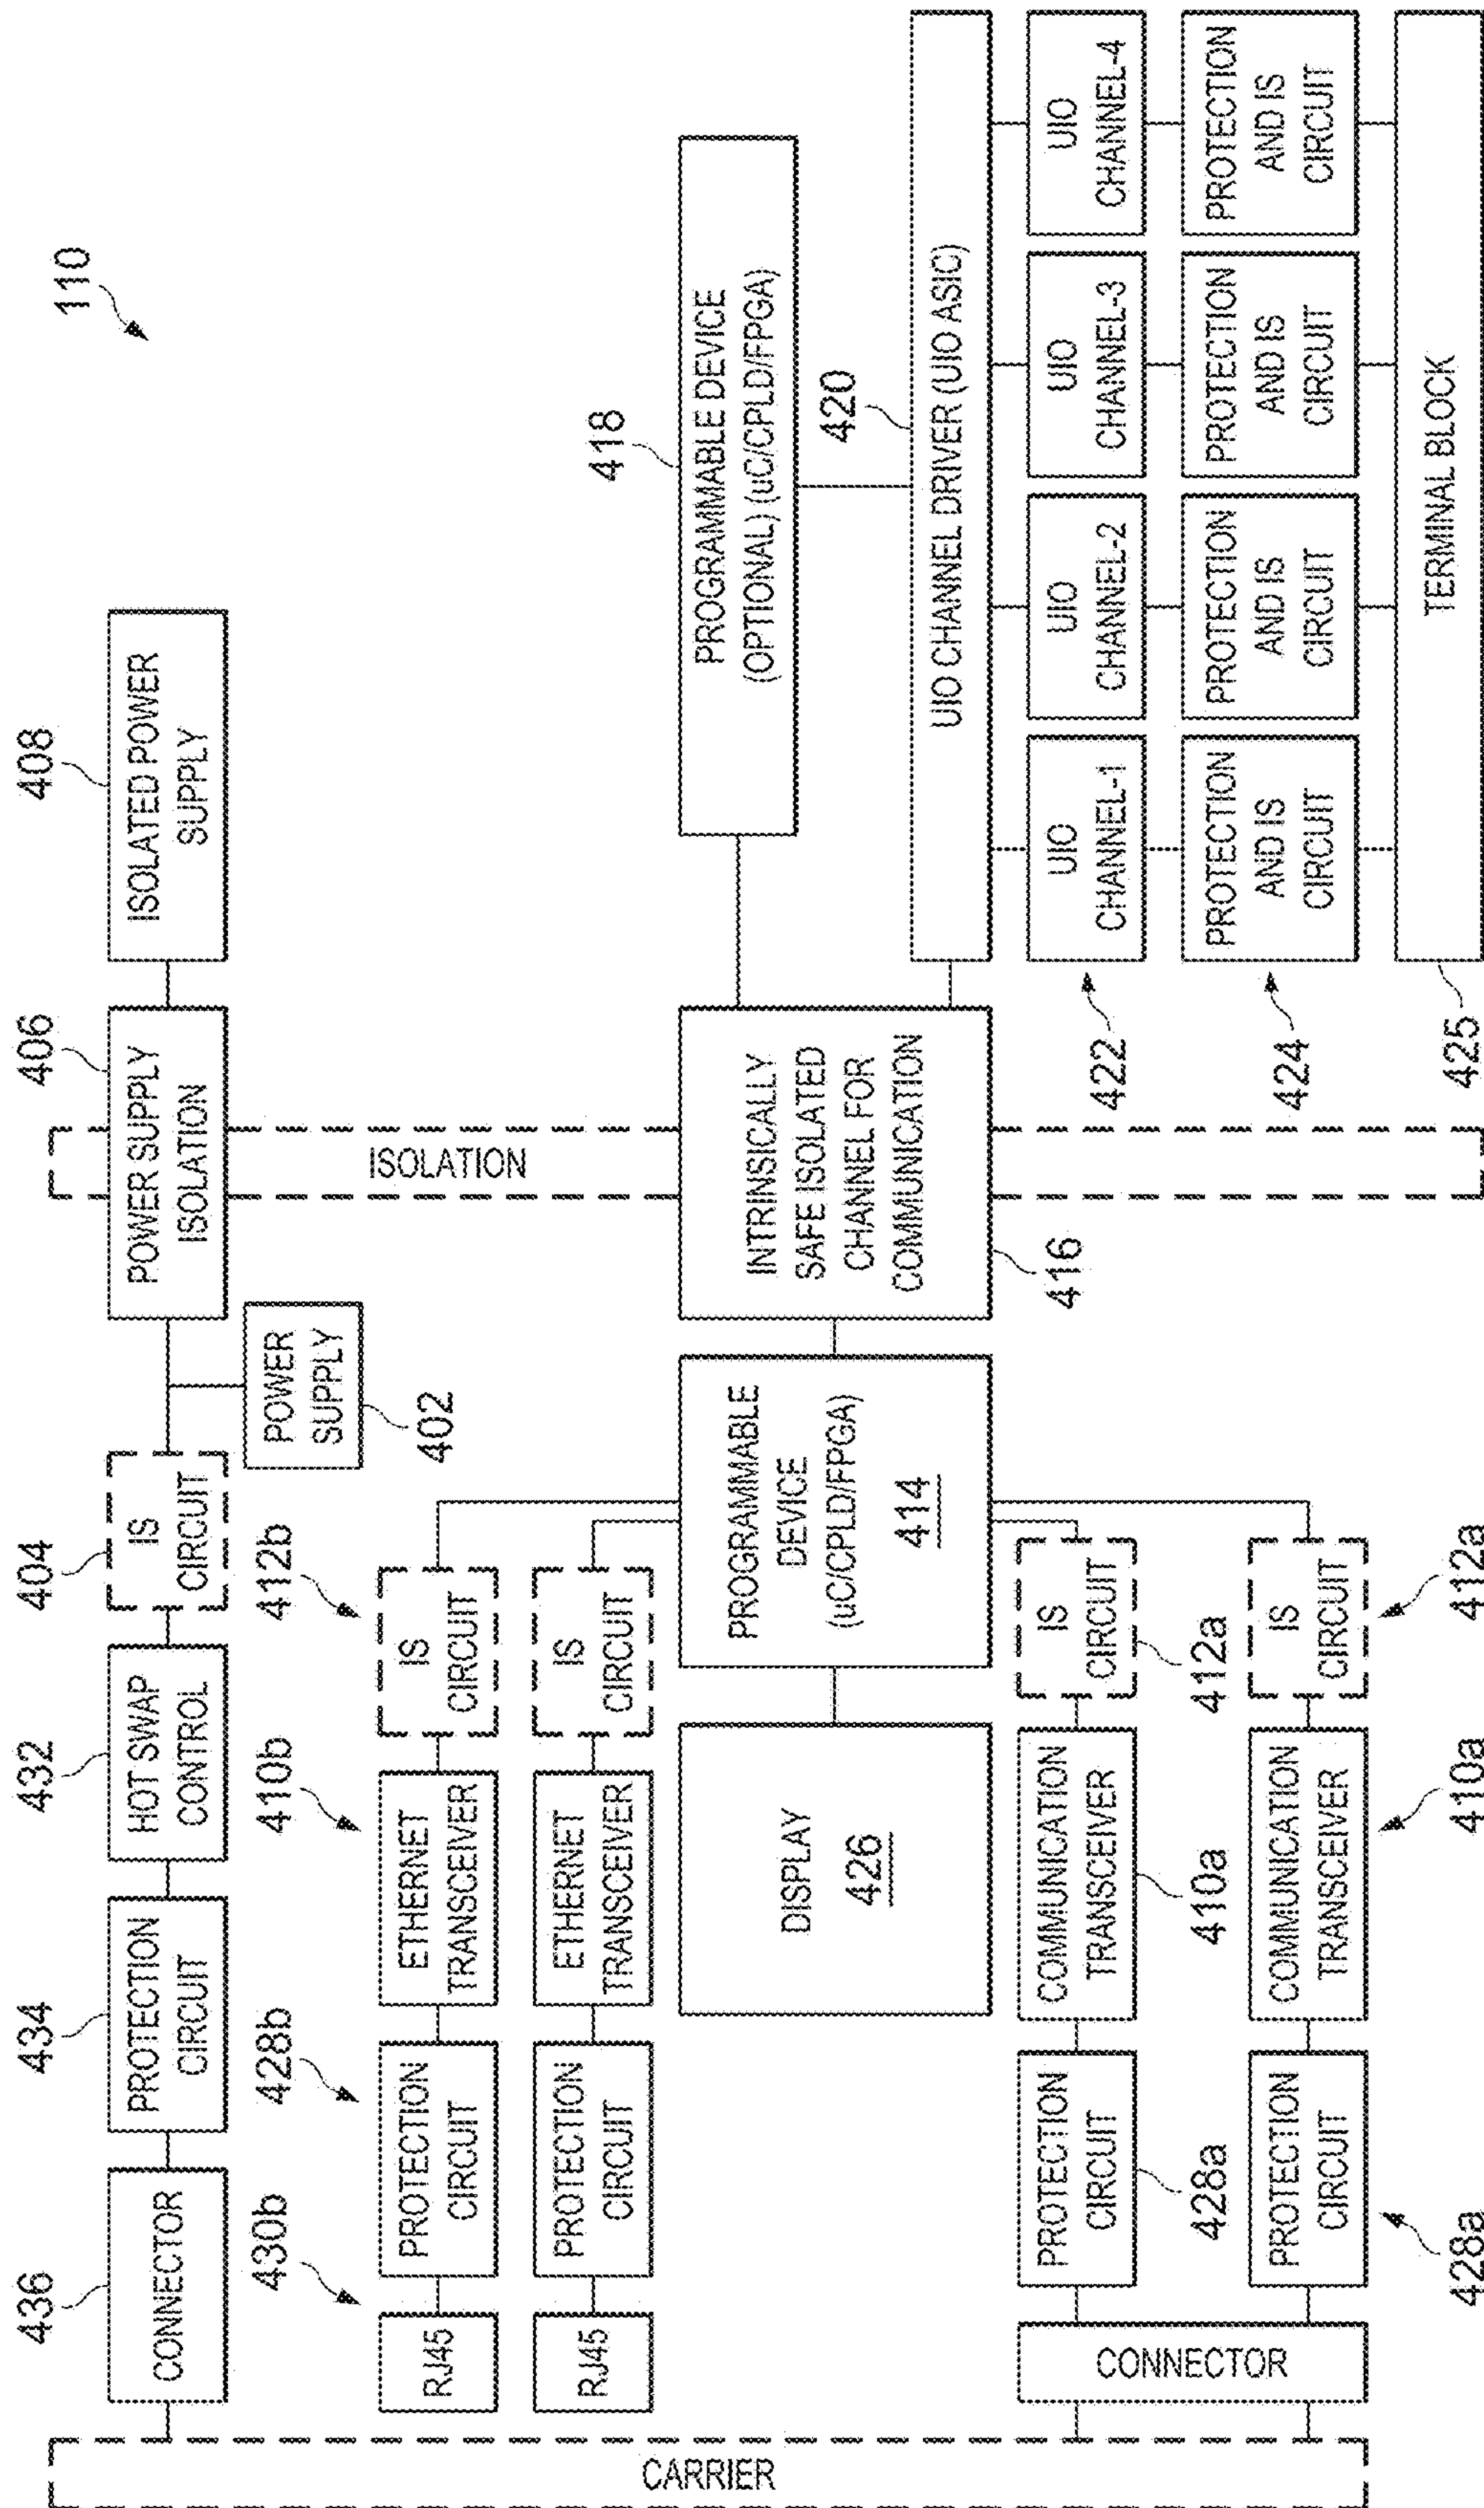 110
436
434
432
404
406
408
CONNECTOR
PROTECTION
CIRCUIT
HOT SWAP
CONTROL
IS
CIRCUIT
POWER SUPPLY
ISOLATION
ISOLATED POWER
SUPPLY
POWER
SUPPLY
402
430b
428b
410b
412b
RJ45
PROTECTION
CIRCUIT
ETHERNET
TRANSCEIVER
IS
CIRCUIT
RJ45
PROTECTION
CIRCUIT
ETHERNET
TRANSCEIVER
IS
CIRCUIT
ISOLATION
CARRIER
DISPLAY
426
PROGRAMMABLE
DEVICE
(uC/CPLD/FPGA)
414
INTRINSICALLY
SAFE ISOLATED
CHANNEL FOR
COMMUNICATION
416
418
PROGRAMMABLE DEVICE
(OPTIONAL) (uC/CPLD/FPGA)
420
UIO CHANNEL DRIVER (UIO ASIC)
CONNECTOR
PROTECTION
CIRCUIT
428a
COMMUNICATION
TRANSCEIVER
410a
IS
CIRCUIT
412a
PROTECTION
CIRCUIT
428a
COMMUNICATION
TRANSCEIVER
410a
IS
CIRCUIT
412a
422
UIO
CHANNEL-1
UIO
CHANNEL-2
UIO
CHANNEL-3
UIO
CHANNEL-4
424
PROTECTION
AND IS
CIRCUIT
PROTECTION
AND IS
CIRCUIT
PROTECTION
AND IS
CIRCUIT
PROTECTION
AND IS
CIRCUIT
425
TERMINAL BLOCK